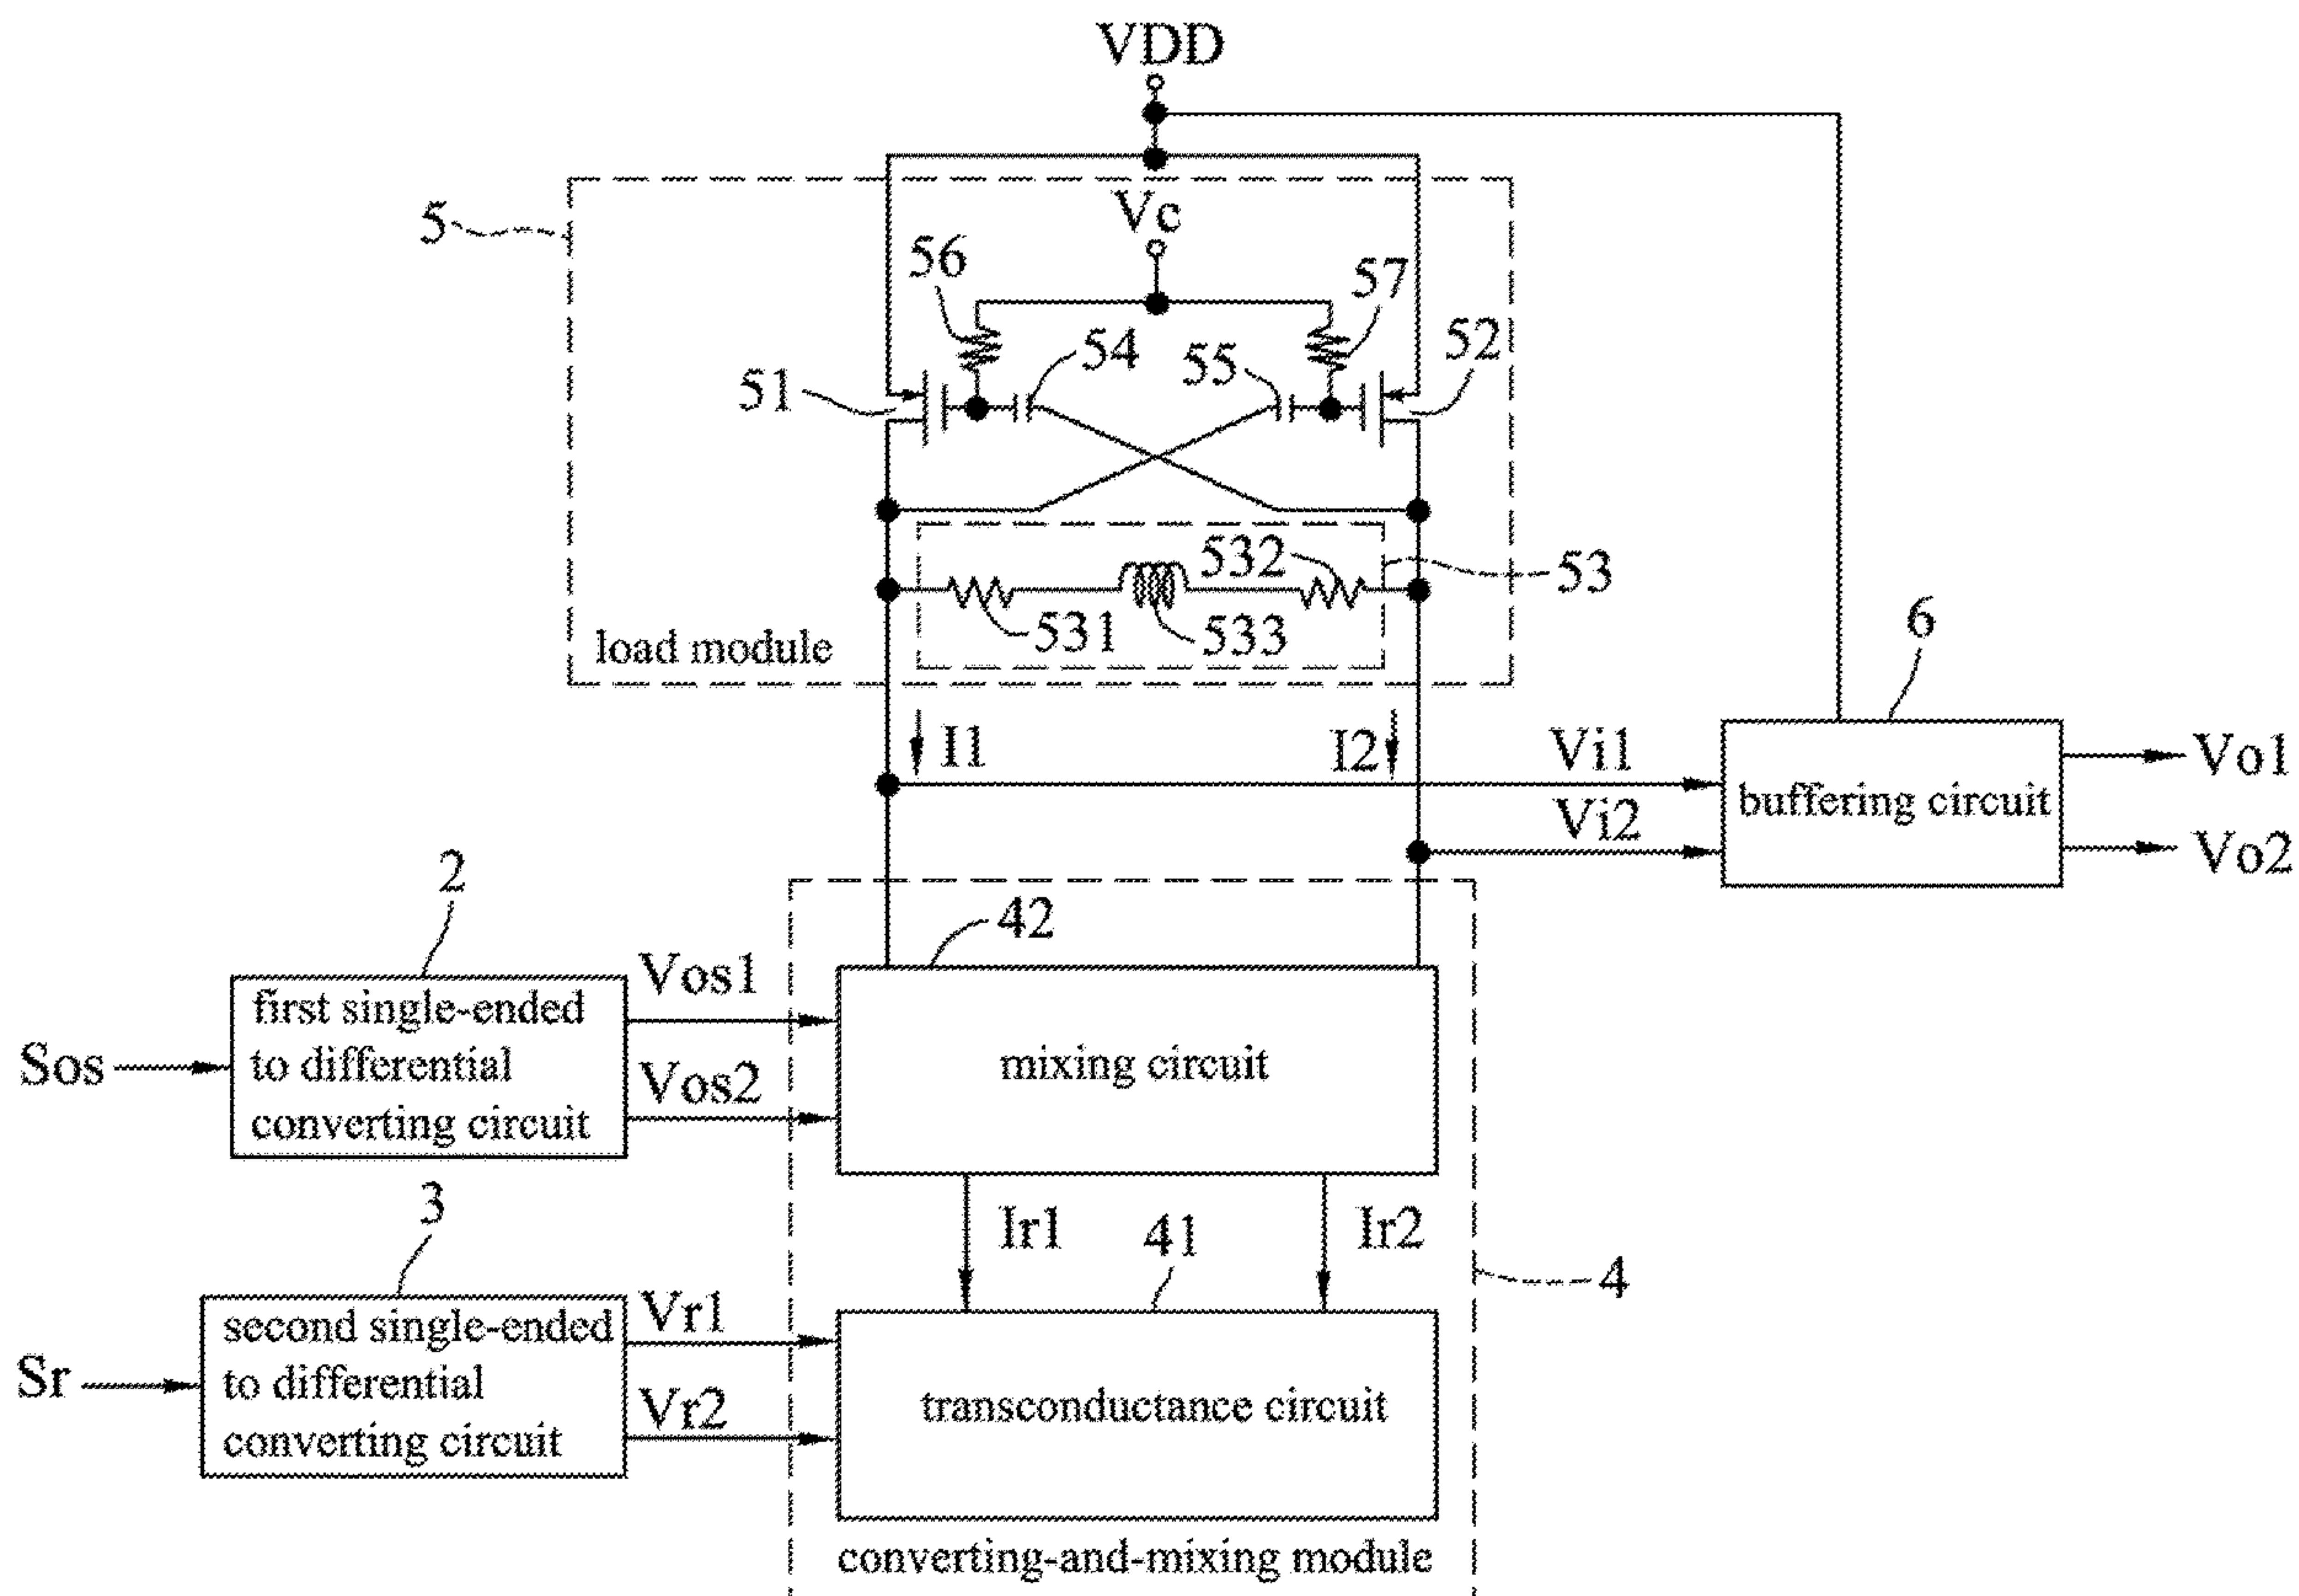 VDD
5
Vc
56
57
54
55
52
51
532
53
531
533
load module
6
I1
I2
Vi1
Vo1
buffering circuit
Vi2
Vo2
2
42
Vos1
first single-ended
to differential
converting circuit
Sos
mixing circuit
Vos2
3
Ir1
41
Ir2
4
Vr1
second single-ended
to differential
converting circuit
Sr
transconductance circuit
Vr2
converting-and-mixing module